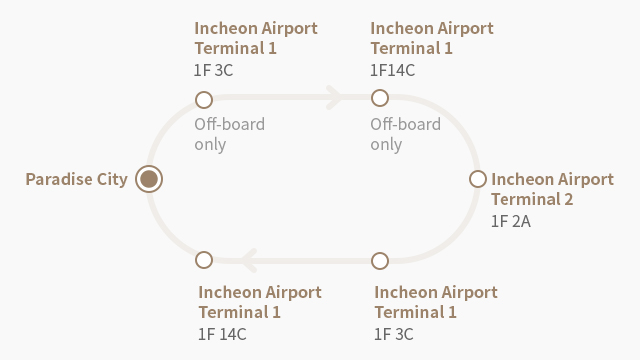 Incheon Airport
Terminal 1
1F 3C
Off-board
only
Incheon Airport
Terminal 1
1F14C
Off-board
only
Paradise City
Incheon Airport
Terminal 2
1F 2A
Incheon Airport
Terminal 1
1F 14C
Incheon Airport
Terminal 1
1F 3C